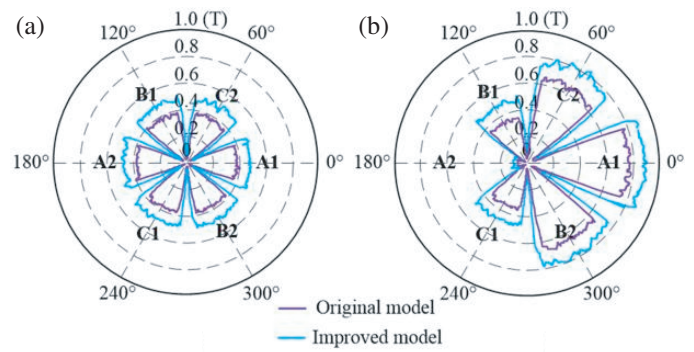 (a)
1.0 (T)
120°
60°
0.8
0.6
0.4
0.2
0
B1
C2
180°
A2
A1
0°
C1
B2
240°
300°
(b)
1.0 (T)
120°
60°
0.8
0.6
0.4
0.2
0
B1
C2
180°
A2
A1
0°
C1
B2
240°
300°
Original model
Improved model